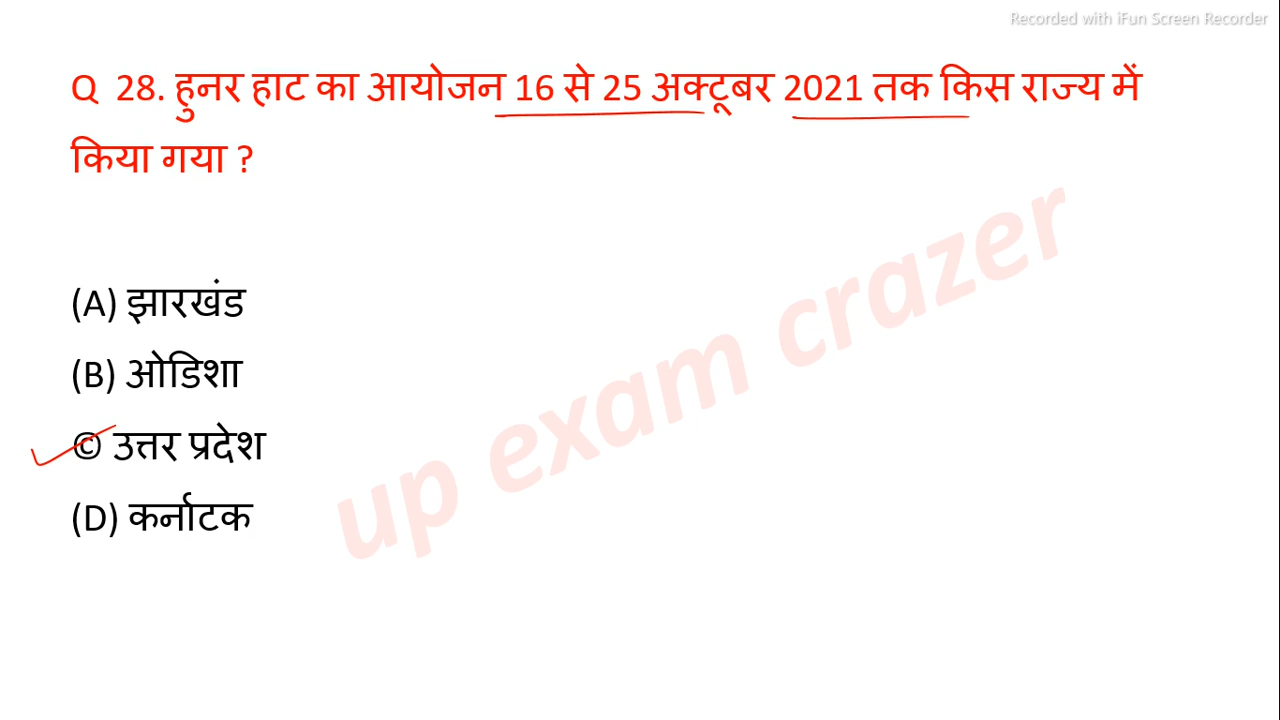 Recorded with iFun Screen Recorder
Q 28. हुनर हाट का आयोजन 16 से 25 अक्टूबर 2021 तक किस राज्य में
किया गया ?
(A) झारखंड
(B) ओडिशा
© उत्तर प्रदेश
(D) कर्नाटक
up exam crazer